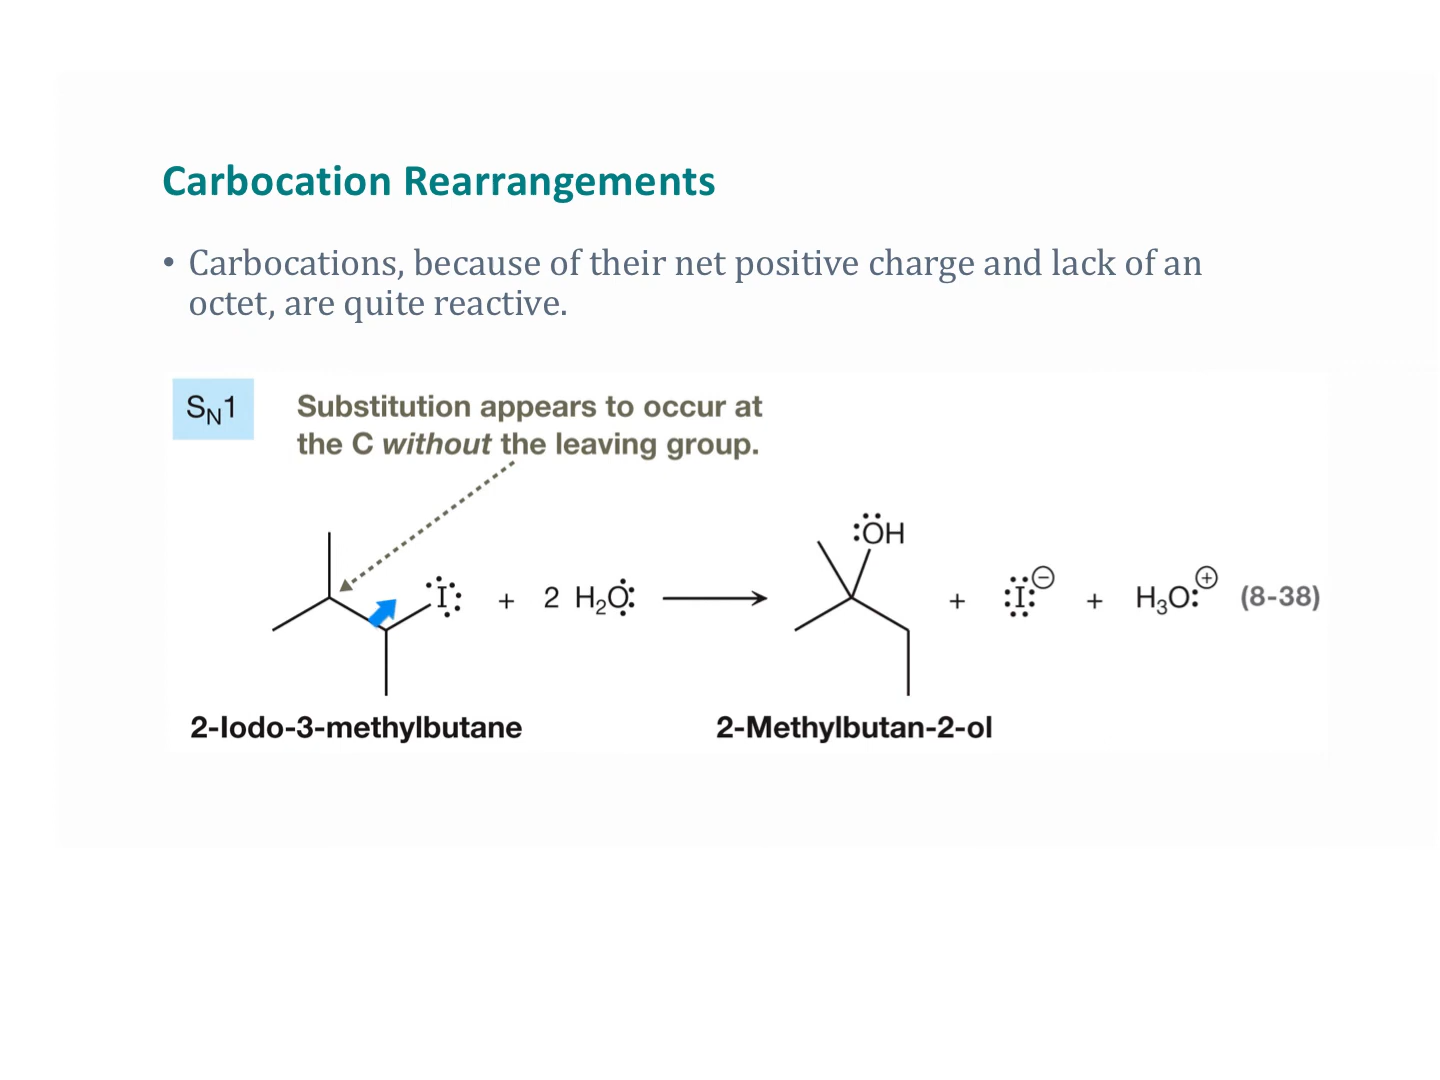 Carbocation Rearrangements
• Carbocations, because of their net positive charge and lack of an
octet, are quite reactive.
S_N1
Substitution appears to occur at
the C without the leaving group.
:ÖH
I + 2 H₂O: ⟶ + :I:⊖ + H₃O:⊕ (8-38)
2-Iodo-3-methylbutane 2-Methylbutan-2-ol